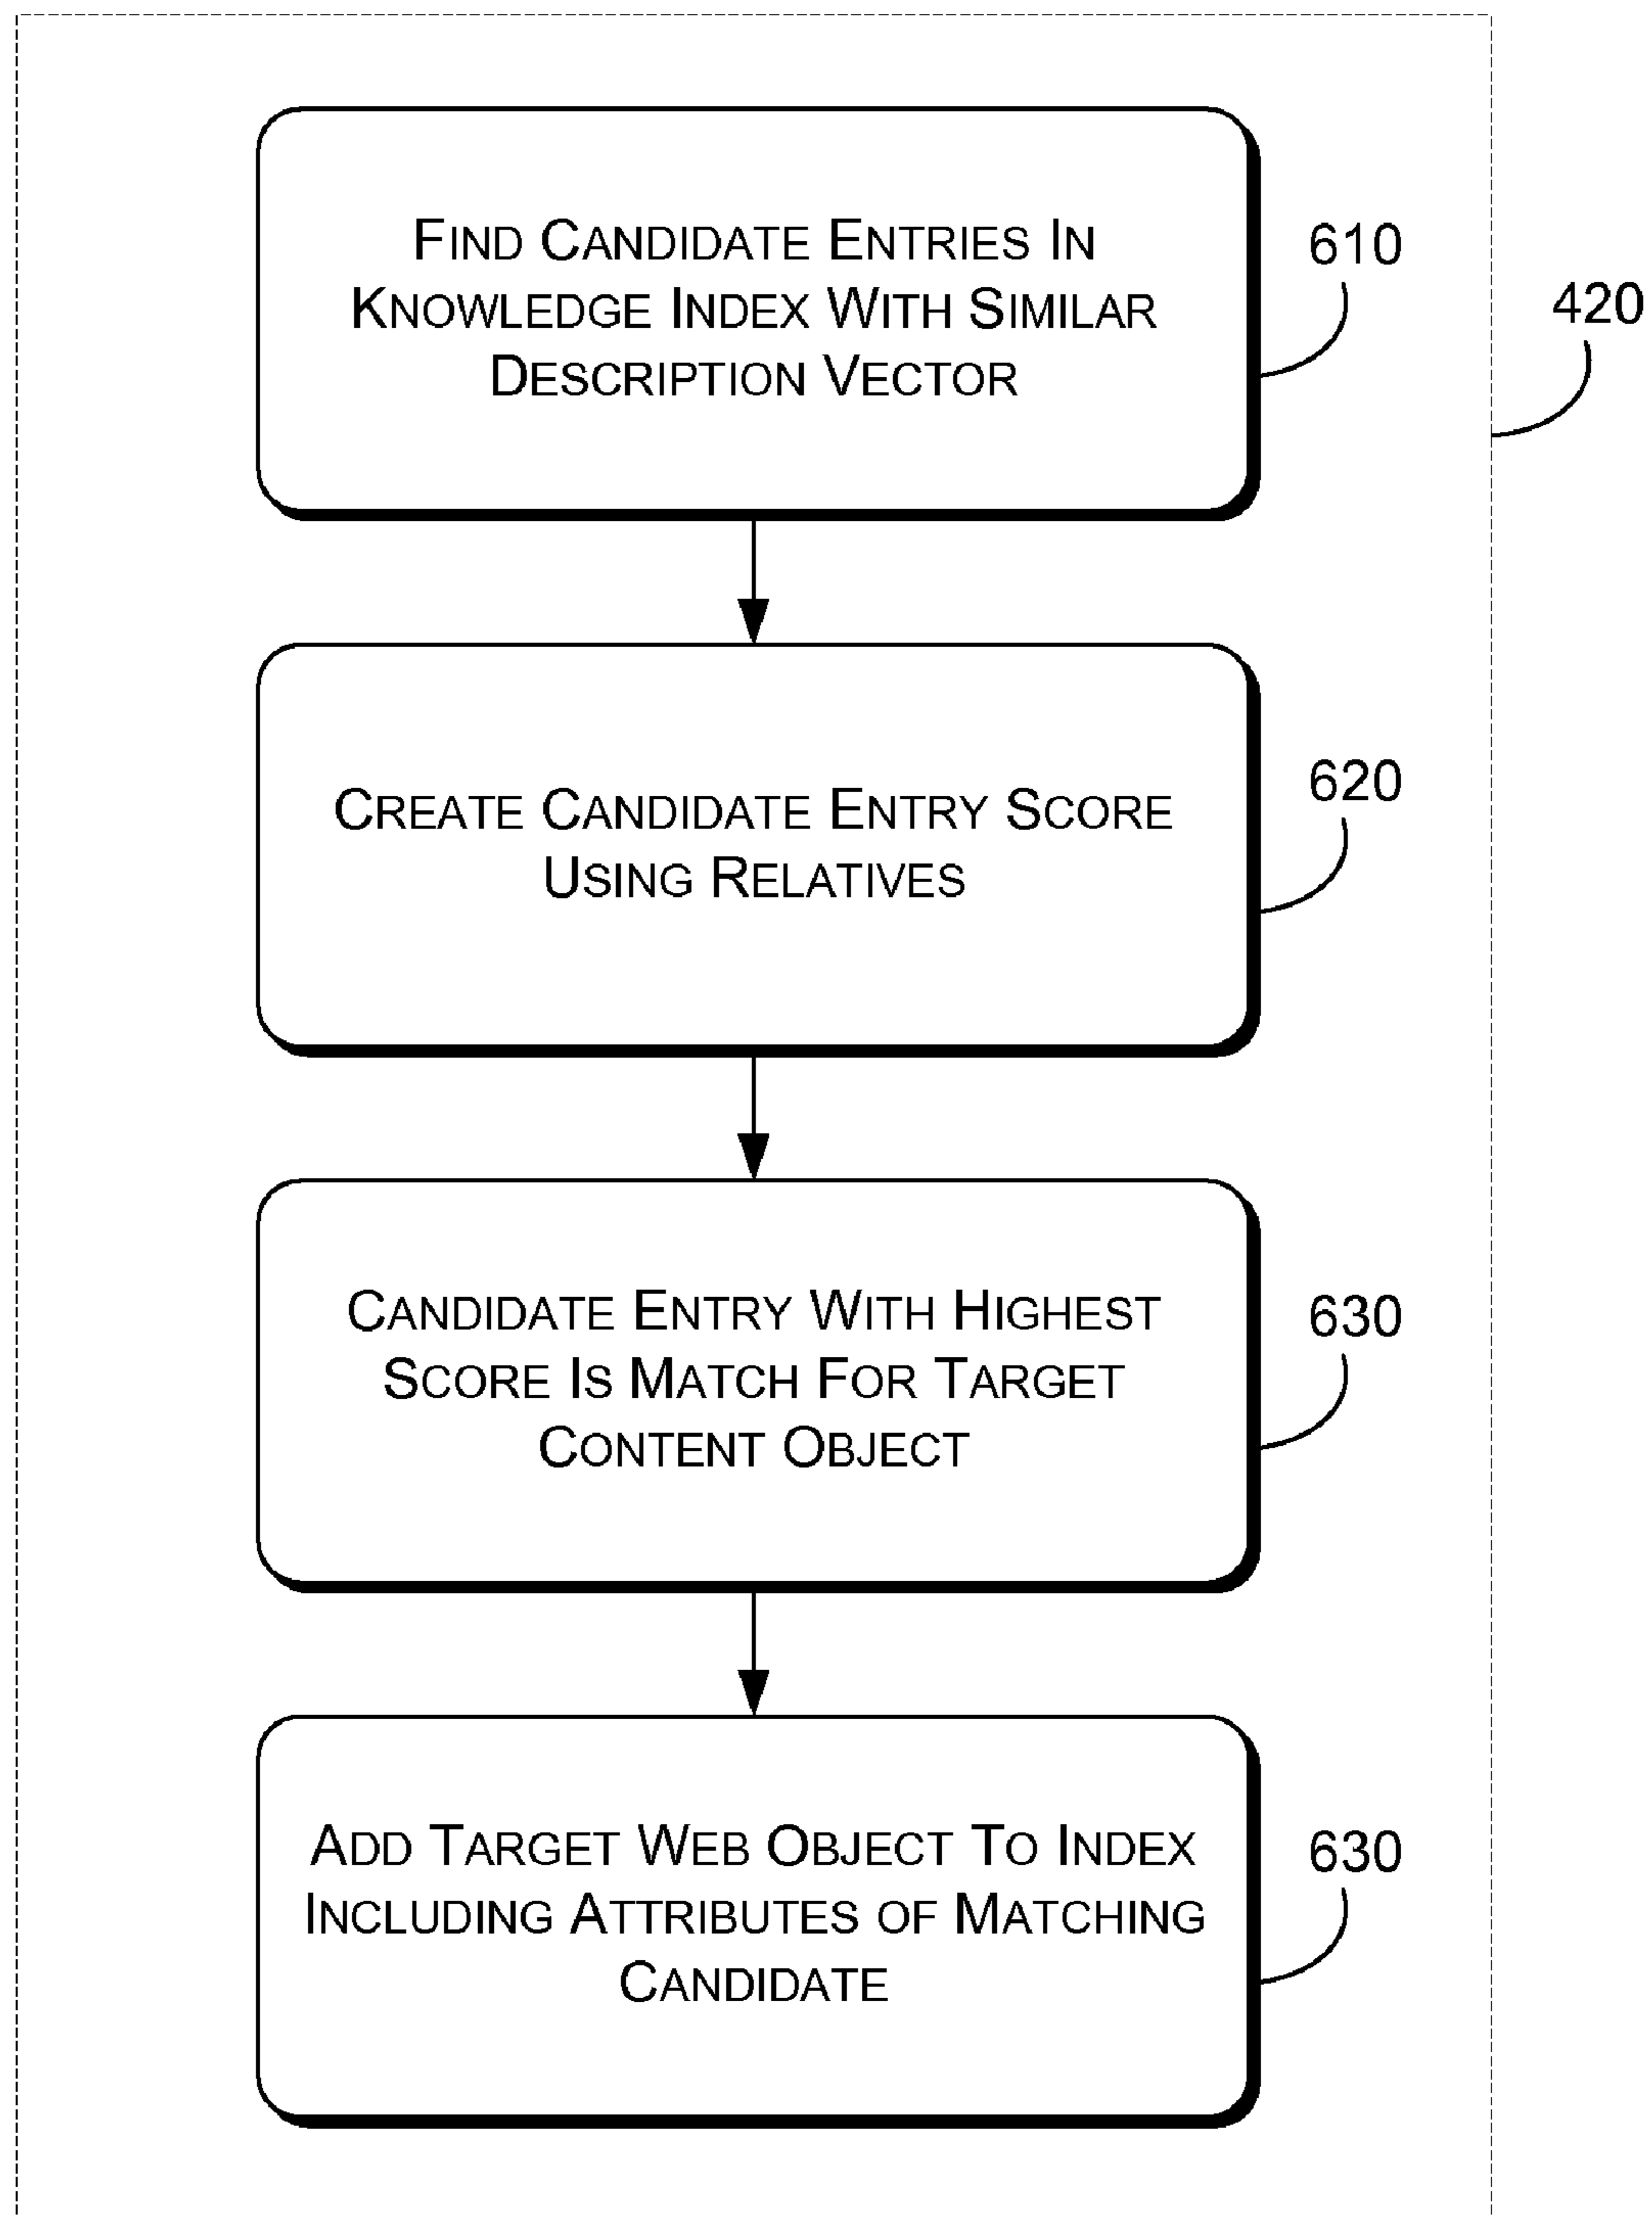 FIND CANDIDATE ENTRIES IN
KNOWLEDGE INDEX WITH SIMILAR
DESCRIPTION VECTOR
610
420
CREATE CANDIDATE ENTRY SCORE
USING RELATIVES
620
CANDIDATE ENTRY WITH HIGHEST
SCORE IS MATCH FOR TARGET
CONTENT OBJECT
630
ADD TARGET WEB OBJECT TO INDEX
INCLUDING ATTRIBUTES OF MATCHING
CANDIDATE
630